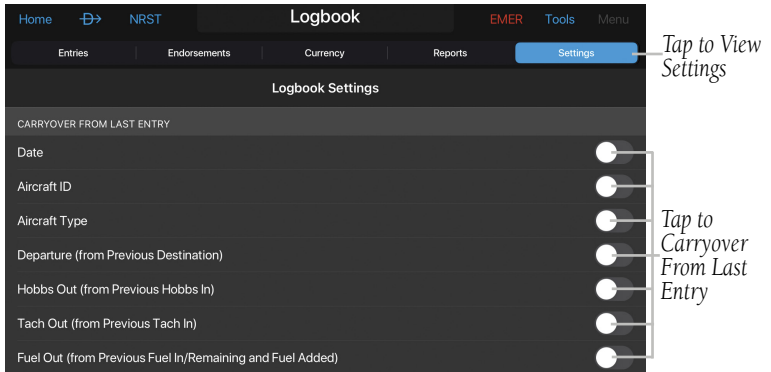 Home D NRST Logbook EMER Tools Menu
Entries Endorsements Currency Reports Settings
Tap to View
Settings
Logbook Settings
CARRYOVER FROM LAST ENTRY
Date
Aircraft ID
Aircraft Type
Departure (from Previous Destination)
Hobbs Out (from Previous Hobbs In)
Tach Out (from Previous Tach In)
Fuel Out (from Previous Fuel In/Remaining and Fuel Added)
Tap to
Carryover
From Last
Entry